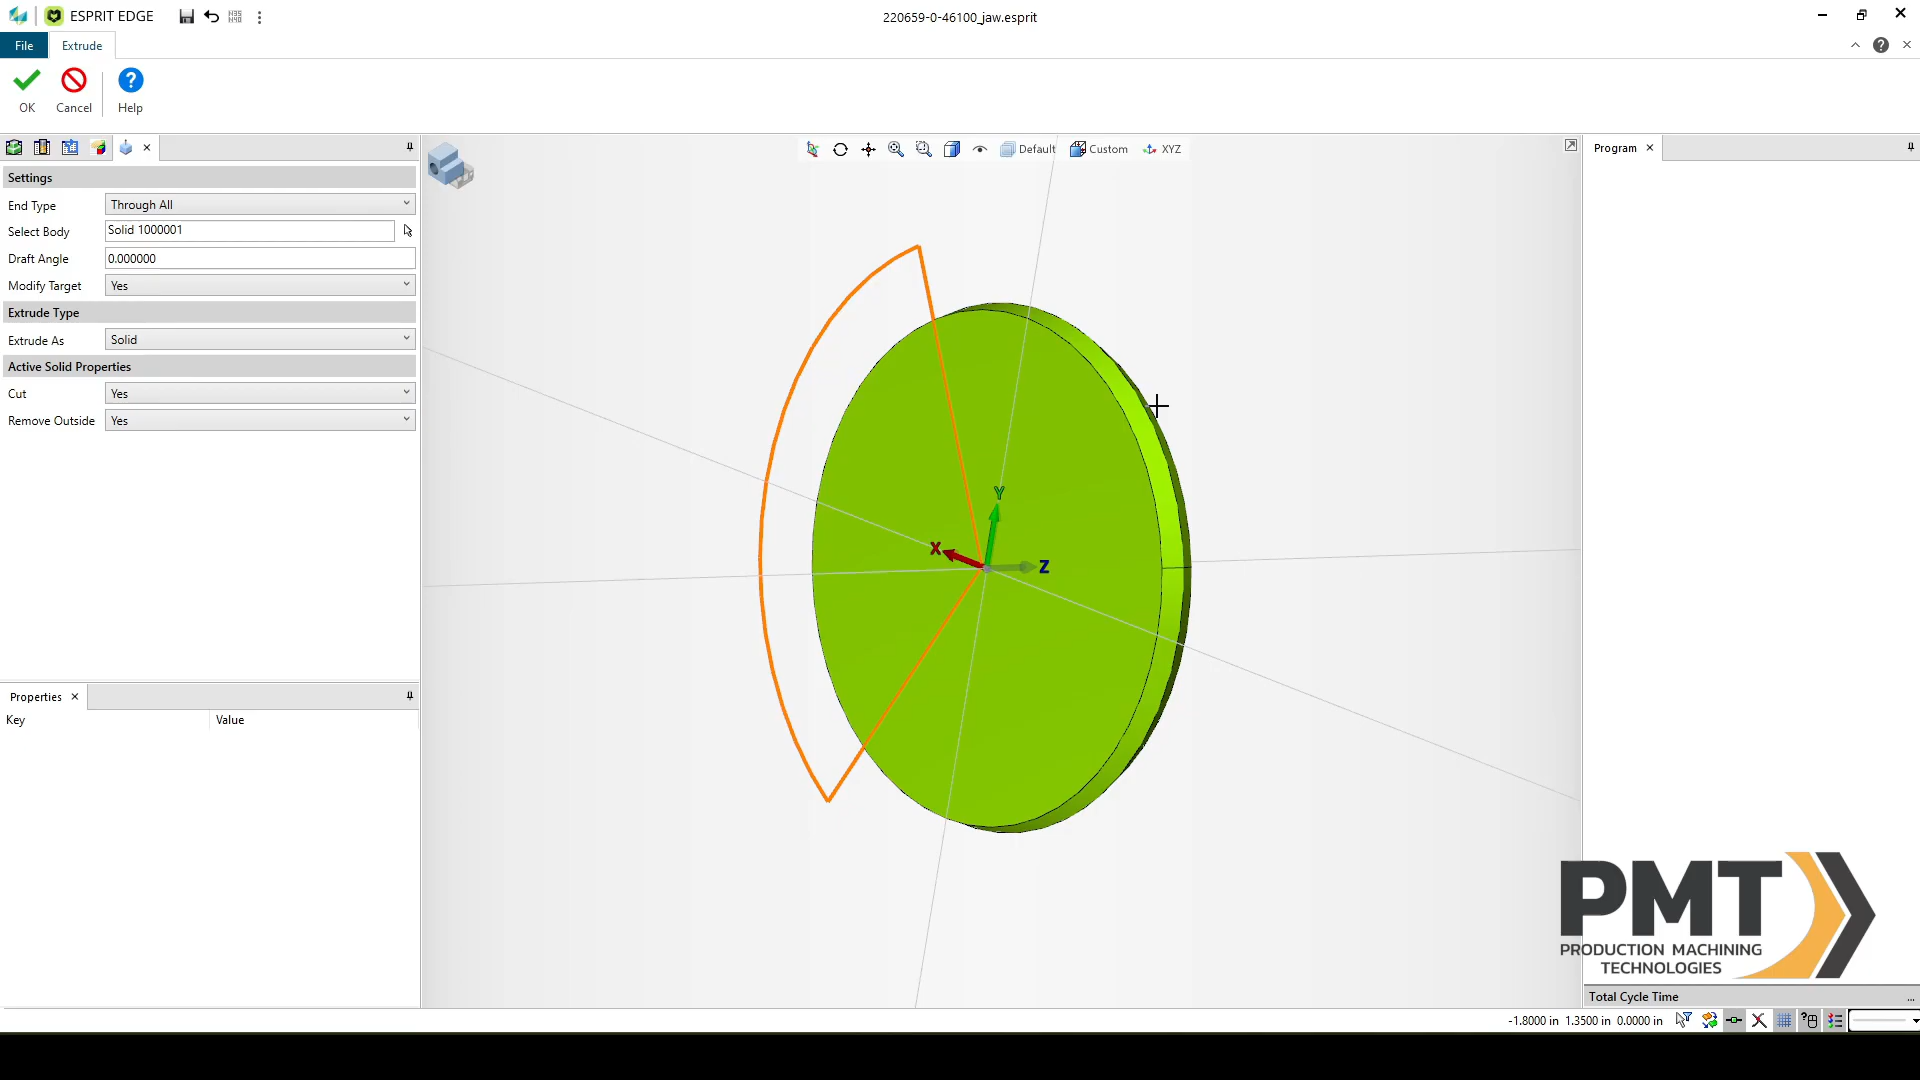 ESPRIT EDGE
220659-0-46100_jaw.esprit
File
Extrude
OK
Cancel
Help
Default
Custom
XYZ
Program
Settings
End Type
Through All
Select Body
Solid 1000001
Draft Angle
0.000000
Modify Target
Yes
Extrude Type
Extrude As
Solid
Active Solid Properties
Cut
Yes
Remove Outside
Yes
Y
X
Z
Properties
Key
Value
PMT
PRODUCTION MACHINING
TECHNOLOGIES
Total Cycle Time
...
-1.8000 in 1.3500 in 0.0000 in